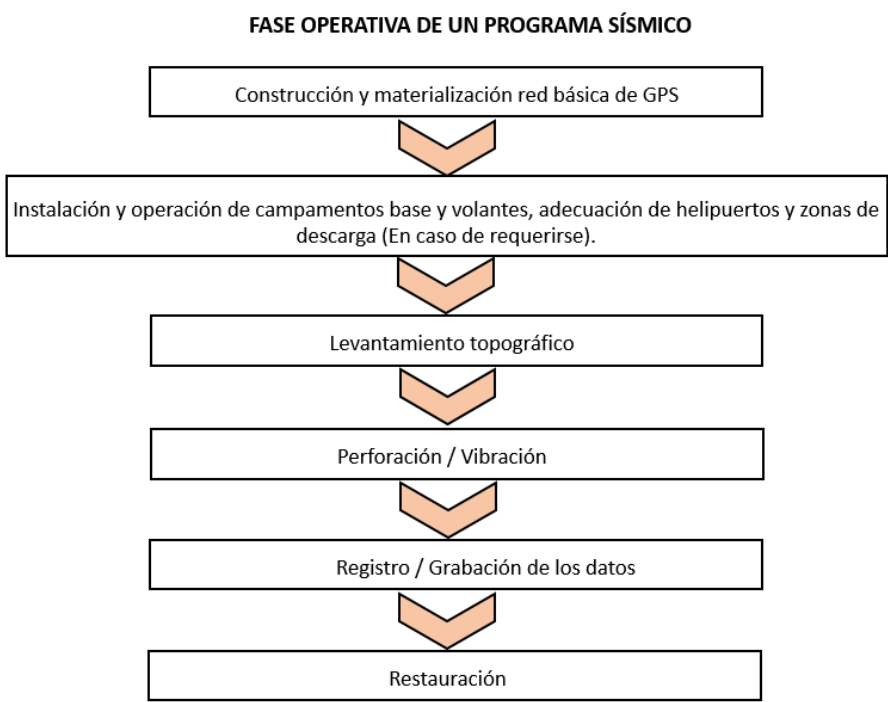 FASE OPERATIVA DE UN PROGRAMA SÍSMICO
Construcción y materialización red básica de GPS
Instalación y operación de campamentos base y volantes, adecuación de helipuertos y zonas de
descarga (En caso de requerirse).
Levantamiento topográfico
Perforación / Vibración
Registro / Grabación de los datos
Restauración